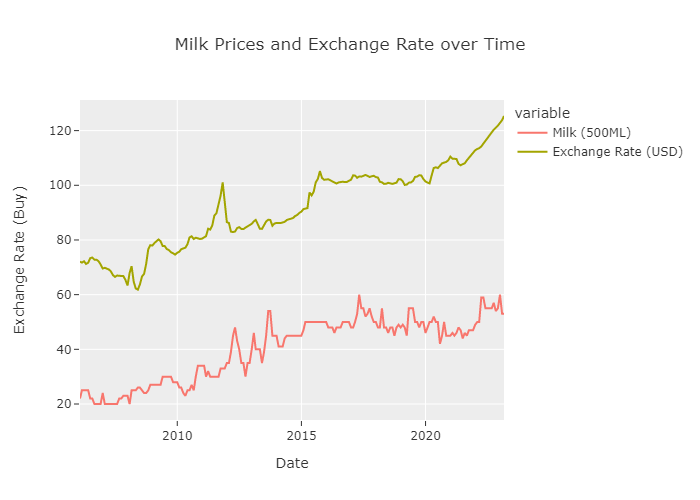 Milk Prices and Exchange Rate over Time
variable
Milk (500ML)
Exchange Rate (USD)
Exchange Rate (Buy)
120
100
80
60
40
20
2010
2015
2020
Date